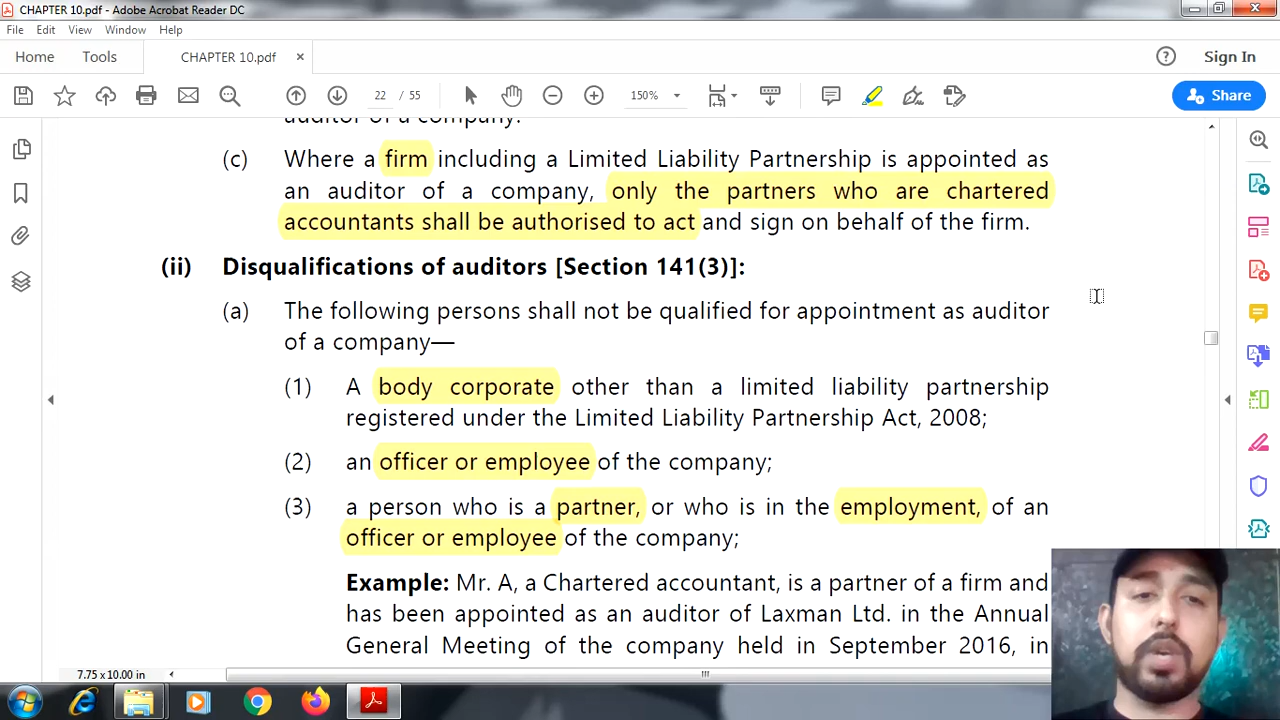 CHAPTER 10.pdf - Adobe Acrobat Reader DC
File Edit View Window Help
Home Tools CHAPTER 10.pdf × Sign In
22 / 55 150% Share
auditor of a company.
(c) Where a firm including a Limited Liability Partnership is appointed as
an auditor of a company, only the partners who are chartered
accountants shall be authorised to act and sign on behalf of the firm.
(ii) Disqualifications of auditors [Section 141(3)]:
(a) The following persons shall not be qualified for appointment as auditor
of a company—
(1) A body corporate other than a limited liability partnership
registered under the Limited Liability Partnership Act, 2008;
(2) an officer or employee of the company;
(3) a person who is a partner, or who is in the employment, of an
officer or employee of the company;
Example: Mr. A, a Chartered accountant, is a partner of a firm and
has been appointed as an auditor of Laxman Ltd. in the Annual
General Meeting of the company held in September 2016, in
7.75 x 10.00 in